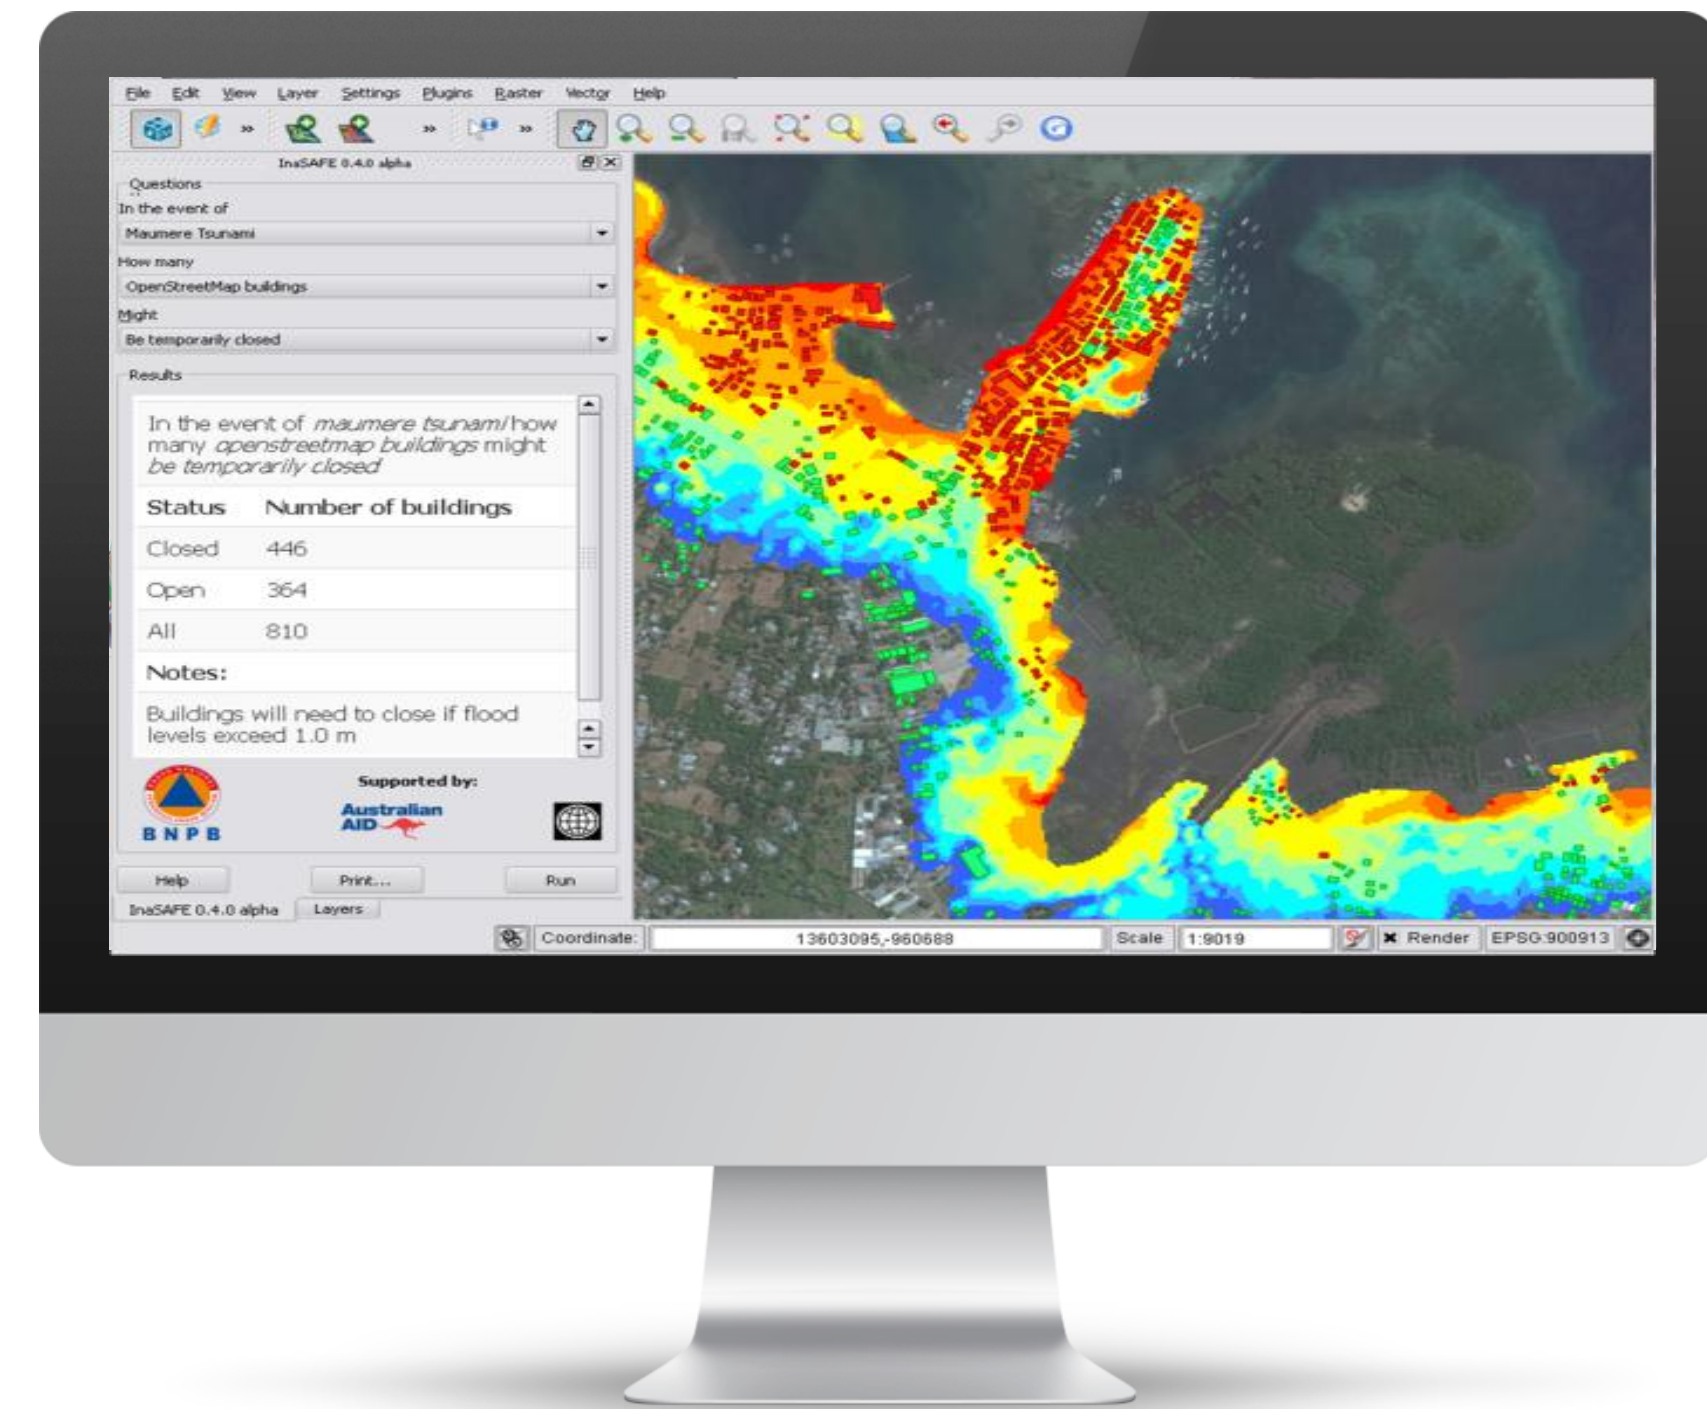 File Edit View Layer Settings Plugins Raster Vector Help
InaSAFE 0.4.0 alpha
Questions
In the event of
Maumere Tsunami
How many
OpenStreetMap buildings
Might
Be temporarily closed
Results
In the event of maumere tsunami how
many openstreetmap buildings might
be temporarily closed
Status Number of buildings
Closed 446
Open 364
All 810
Notes:
Buildings will need to close if flood
levels exceed 1.0 m
BNPB
Supported by:
Australian
AID
Help Print... Run
InaSAFE 0.4.0 alpha Layers
Coordinate: 13603095,-960688 Scale 1:9019 Render EPSG:900913